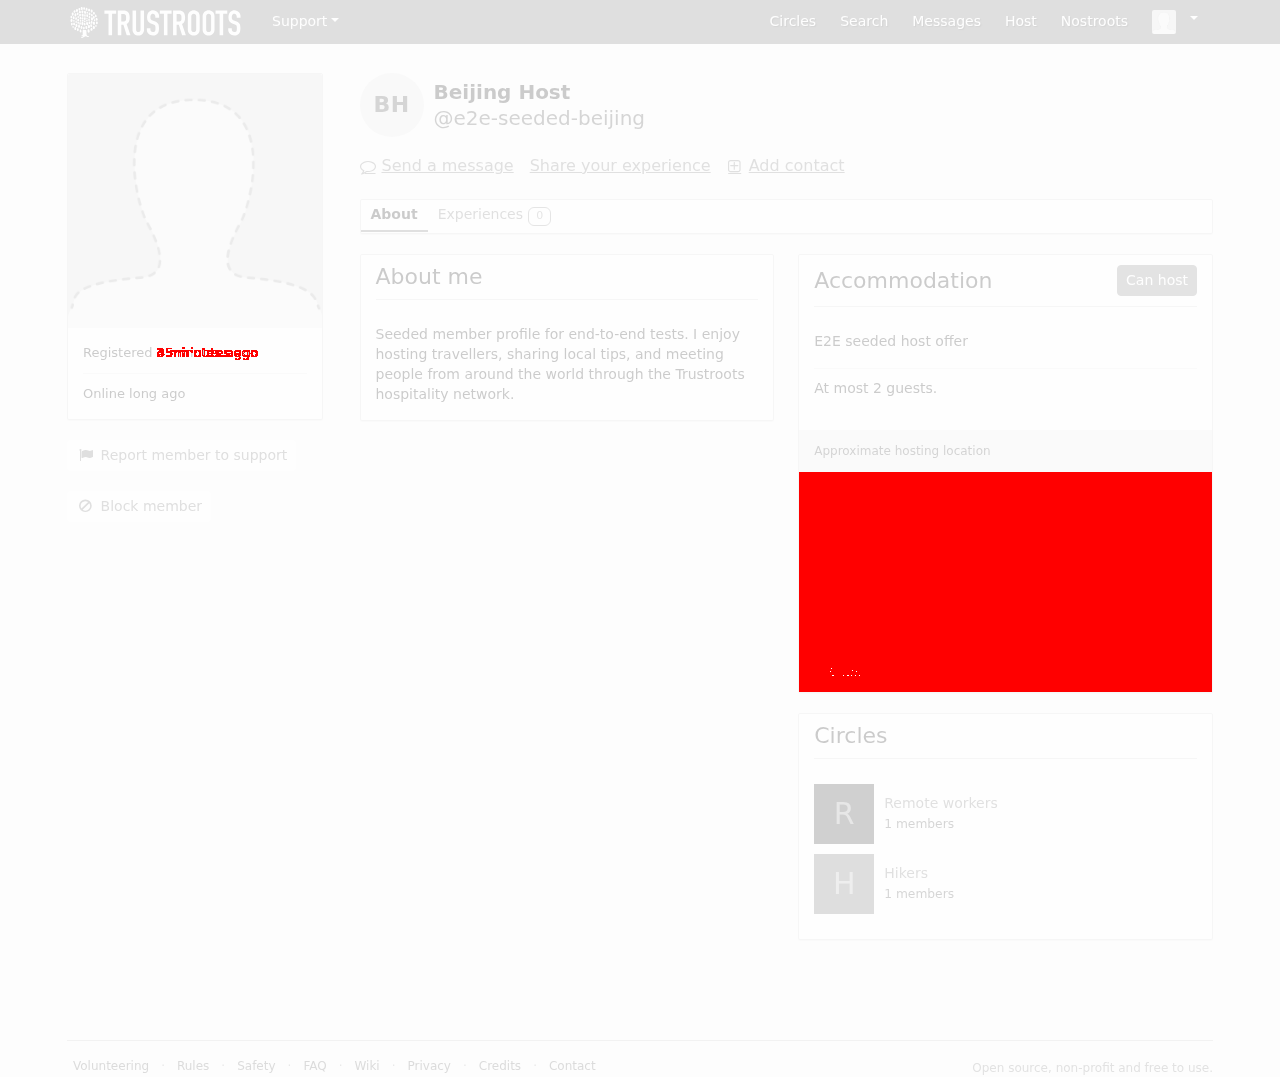 TRUSTROOTS
Support
Circles
Search
Messages
Host
Nostroots
BH
Beijing Host
@e2e-seeded-beijing
Send a message
Share your experience
Add contact
About
Experiences 0
Registered
Online long ago
Report member to support
Block member
About me
Seeded member profile for end-to-end tests. I enjoy
hosting travellers, sharing local tips, and meeting
people from around the world through the Trustroots
hospitality network.
Accommodation
Can host
E2E seeded host offer
At most 2 guests.
Approximate hosting location
Circles
R
Remote workers
1 members
H
Hikers
1 members
Volunteering · Rules · Safety · FAQ · Wiki · Privacy · Credits · Contact
Open source, non-profit and free to use.